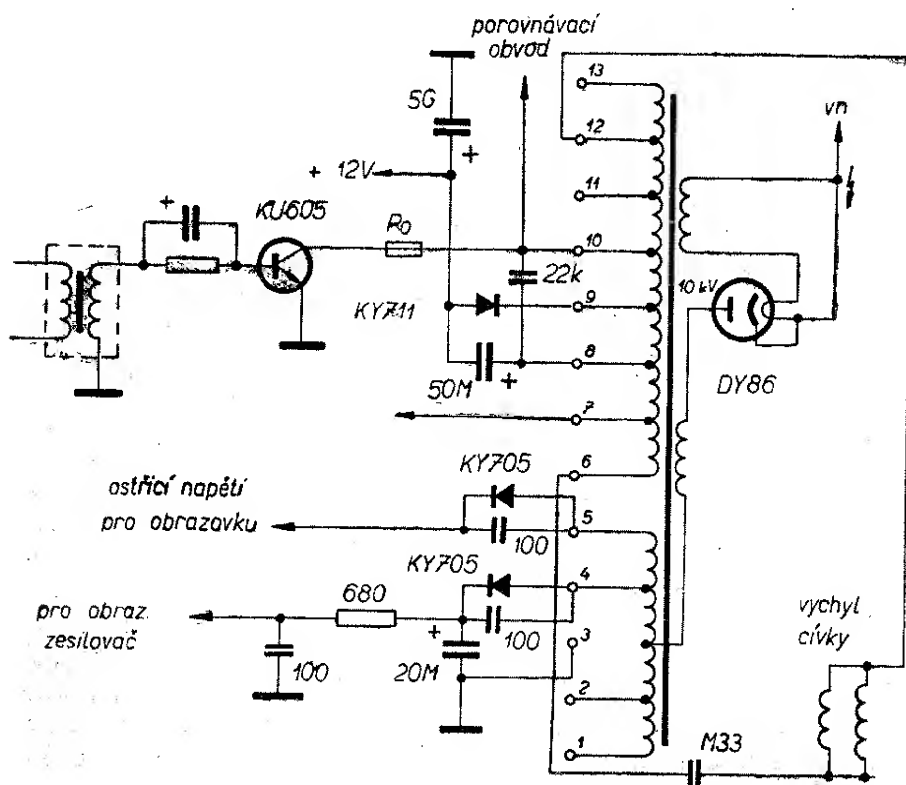 porovnávací
obvod
13
5G
12
vn
+
+ 12V
11
+
KU605
R0
10
22k
10 kV
KY711
9
8
50M
+
DY86
7
KY705
6
ostřicí napětí
pro obrazovku
5
100
KY705
4
680
pro obraz.
zesilovač
+
100
3
vychyl
cívky
100
20M
2
1
M33